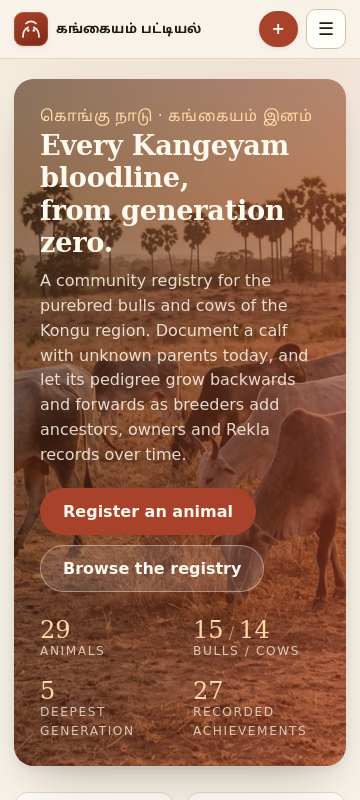 கங்கையம் பட்டியல்
+
☰
கொங்கு நாடு · கங்கையம் இனம்
Every Kangeyam
bloodline,
from generation
zero.
A community registry for the
purebred bulls and cows of the
Kongu region. Document a calf
with unknown parents today, and
let its pedigree grow backwards
and forwards as breeders add
ancestors, owners and Rekla
records over time.
Register an animal
Browse the registry
29
ANIMALS
15 / 14
BULLS / COWS
5
DEEPEST
GENERATION
27
RECORDED
ACHIEVEMENTS